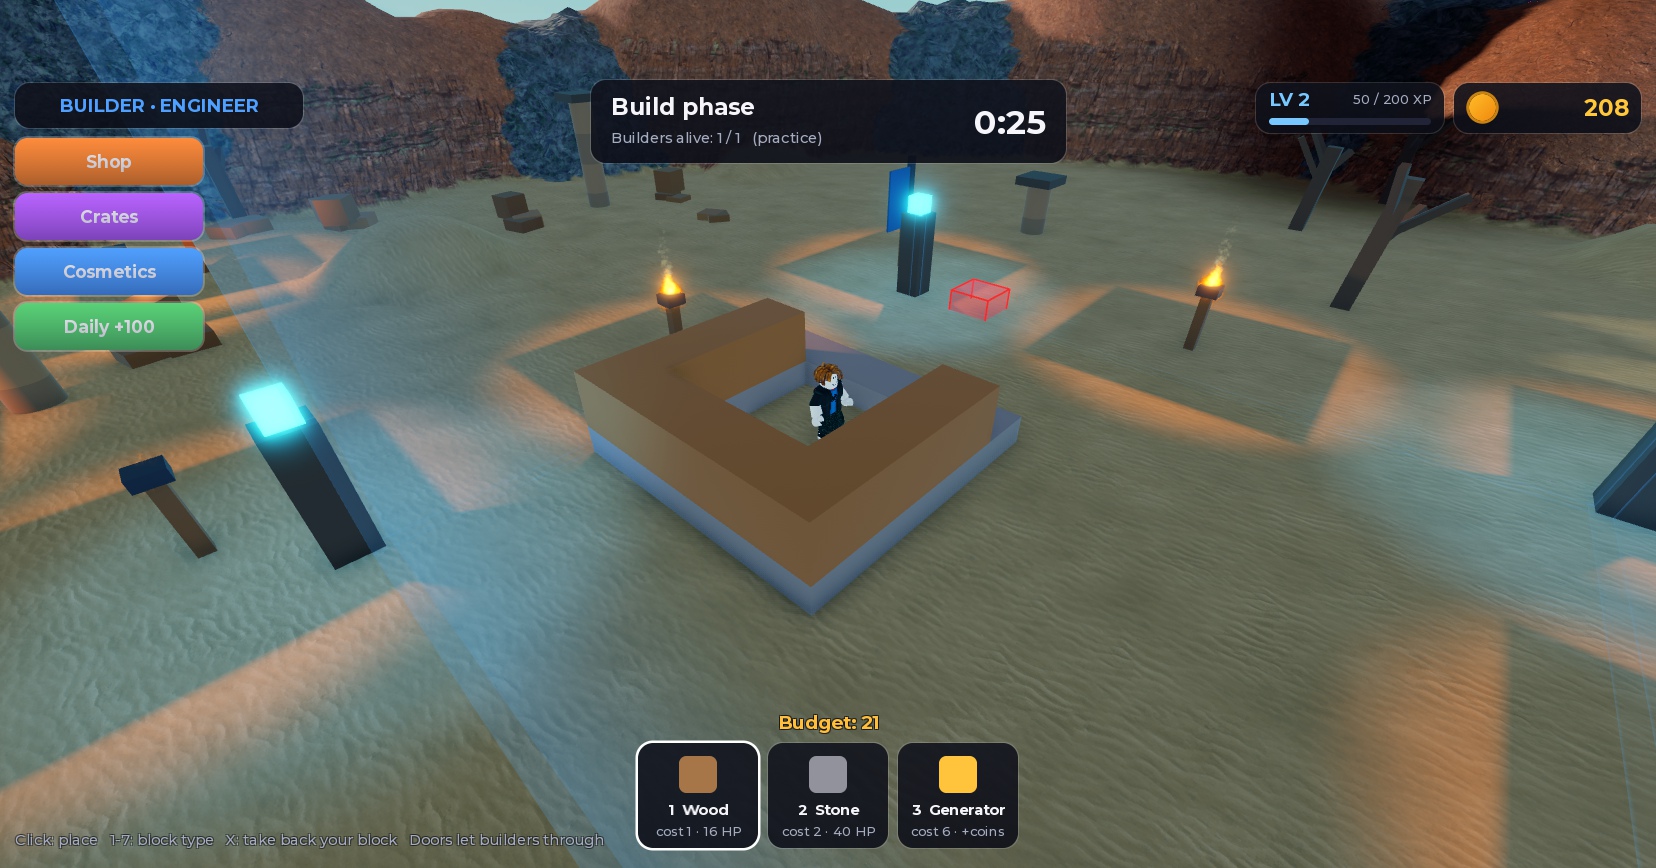 BUILDER · ENGINEER
Shop
Crates
Cosmetics
Daily +100
Build phase
Builders alive: 1 / 1 (practice)
0:25
LV 2
50 / 200 XP
208
Budget: 21
1 Wood
cost 1 · 16 HP
2 Stone
cost 2 · 40 HP
3 Generator
cost 6 · +coins
Click: place 1-7: block type X: take back your block Doors let builders through